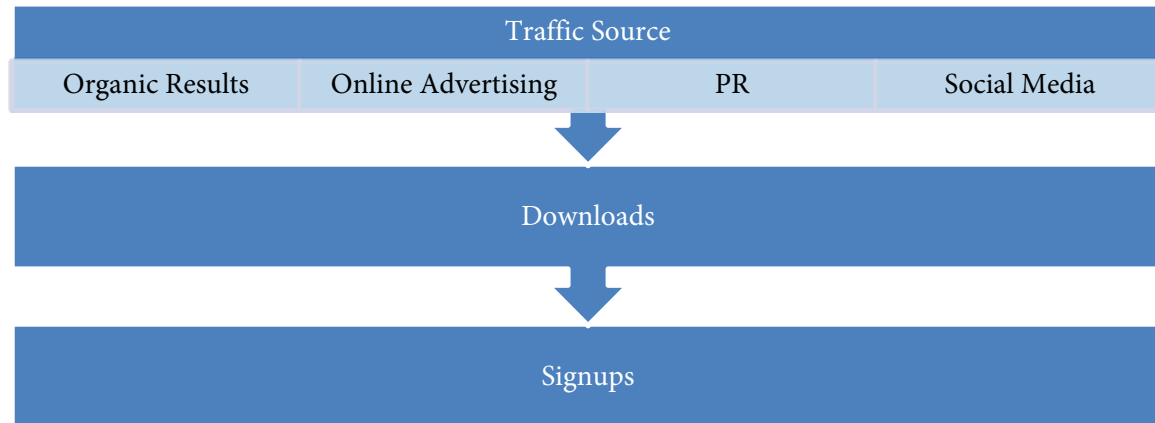 Traffic Source
Organic Results Online Advertising PR Social Media
Downloads
Signups